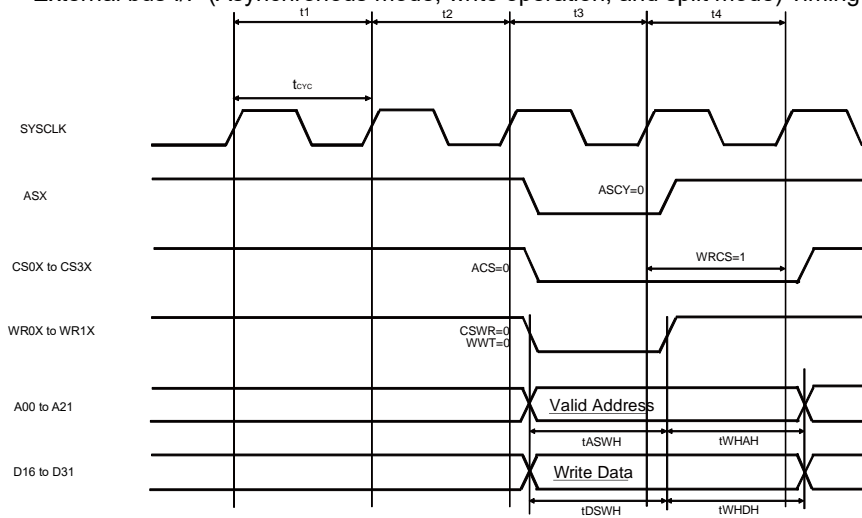 External bus I/F (Asynchronous mode, write operation, and split mode) Timing
t1 t2 t3 t4
tCYC
SYSCLK
ASX
ASCY=0
CS0X to CS3X
ACS=0
WRCS=1
WR0X to WR1X
CSWR=0
WWT=0
A00 to A21
Valid Address
tASWH tWHAH
D16 to D31
Write Data
tDSWH tWHDH